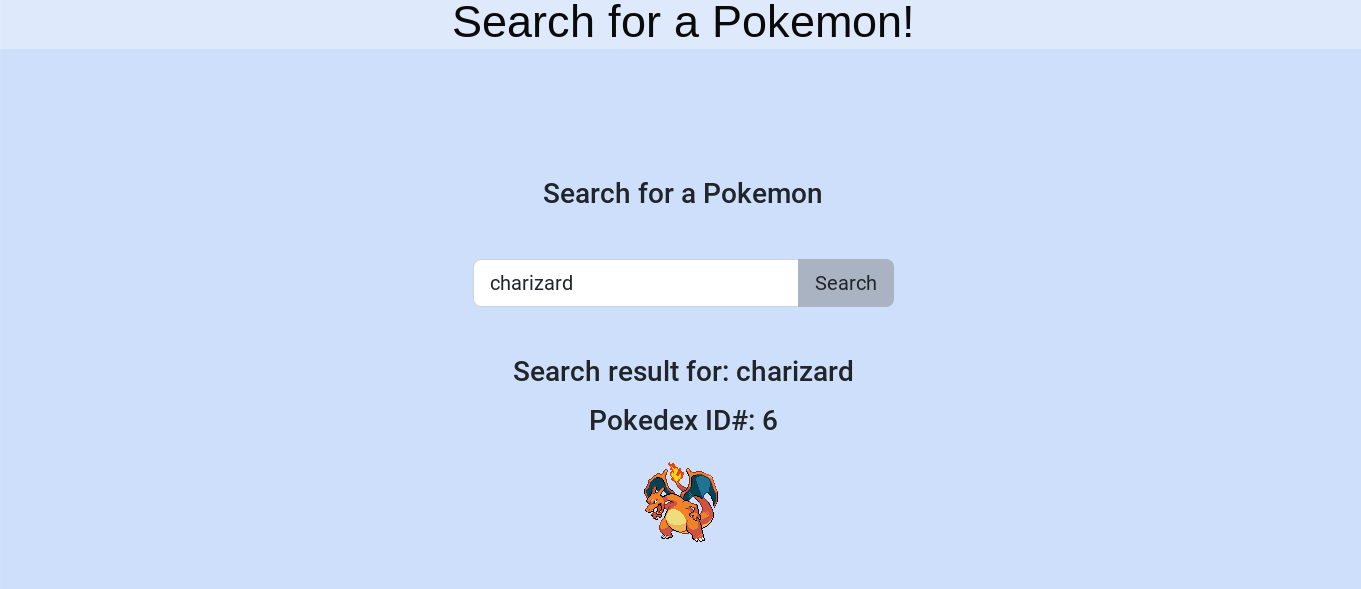 Search for a Pokemon!
Search for a Pokemon
charizard Search
Search result for: charizard
Pokedex ID#: 6